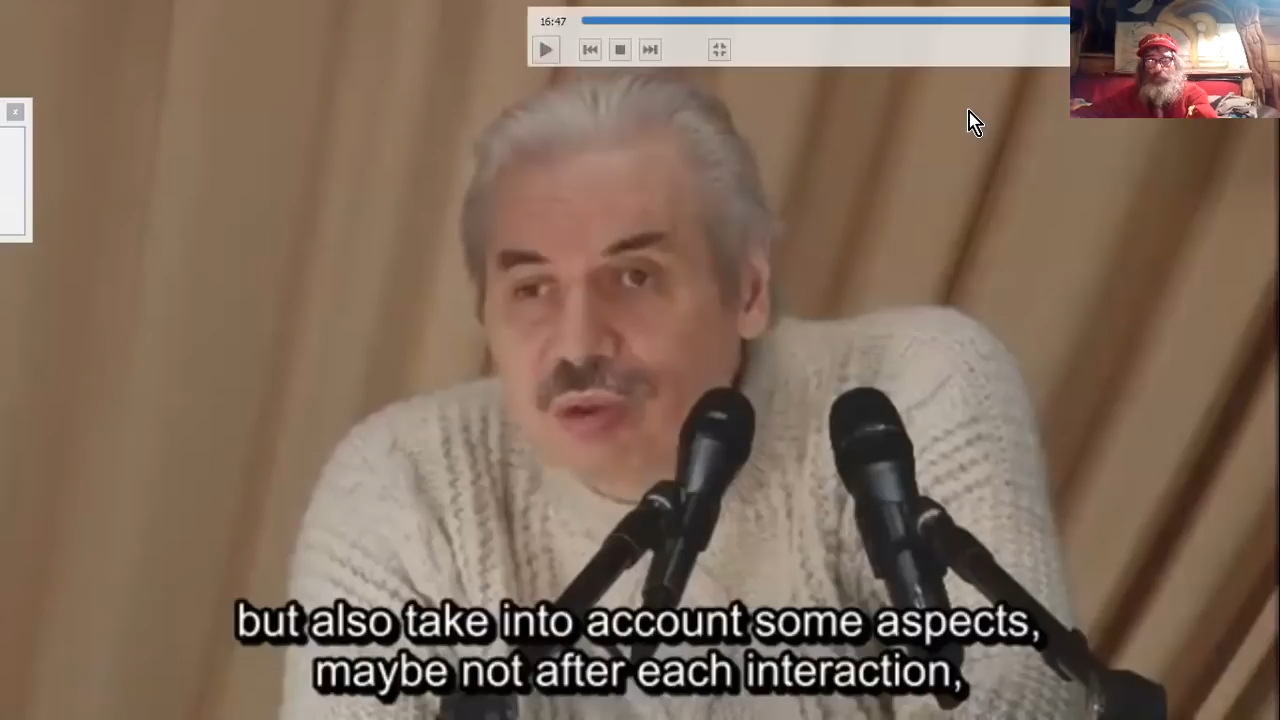 16:47
x
but also take into account some aspects,
maybe not after each interaction,